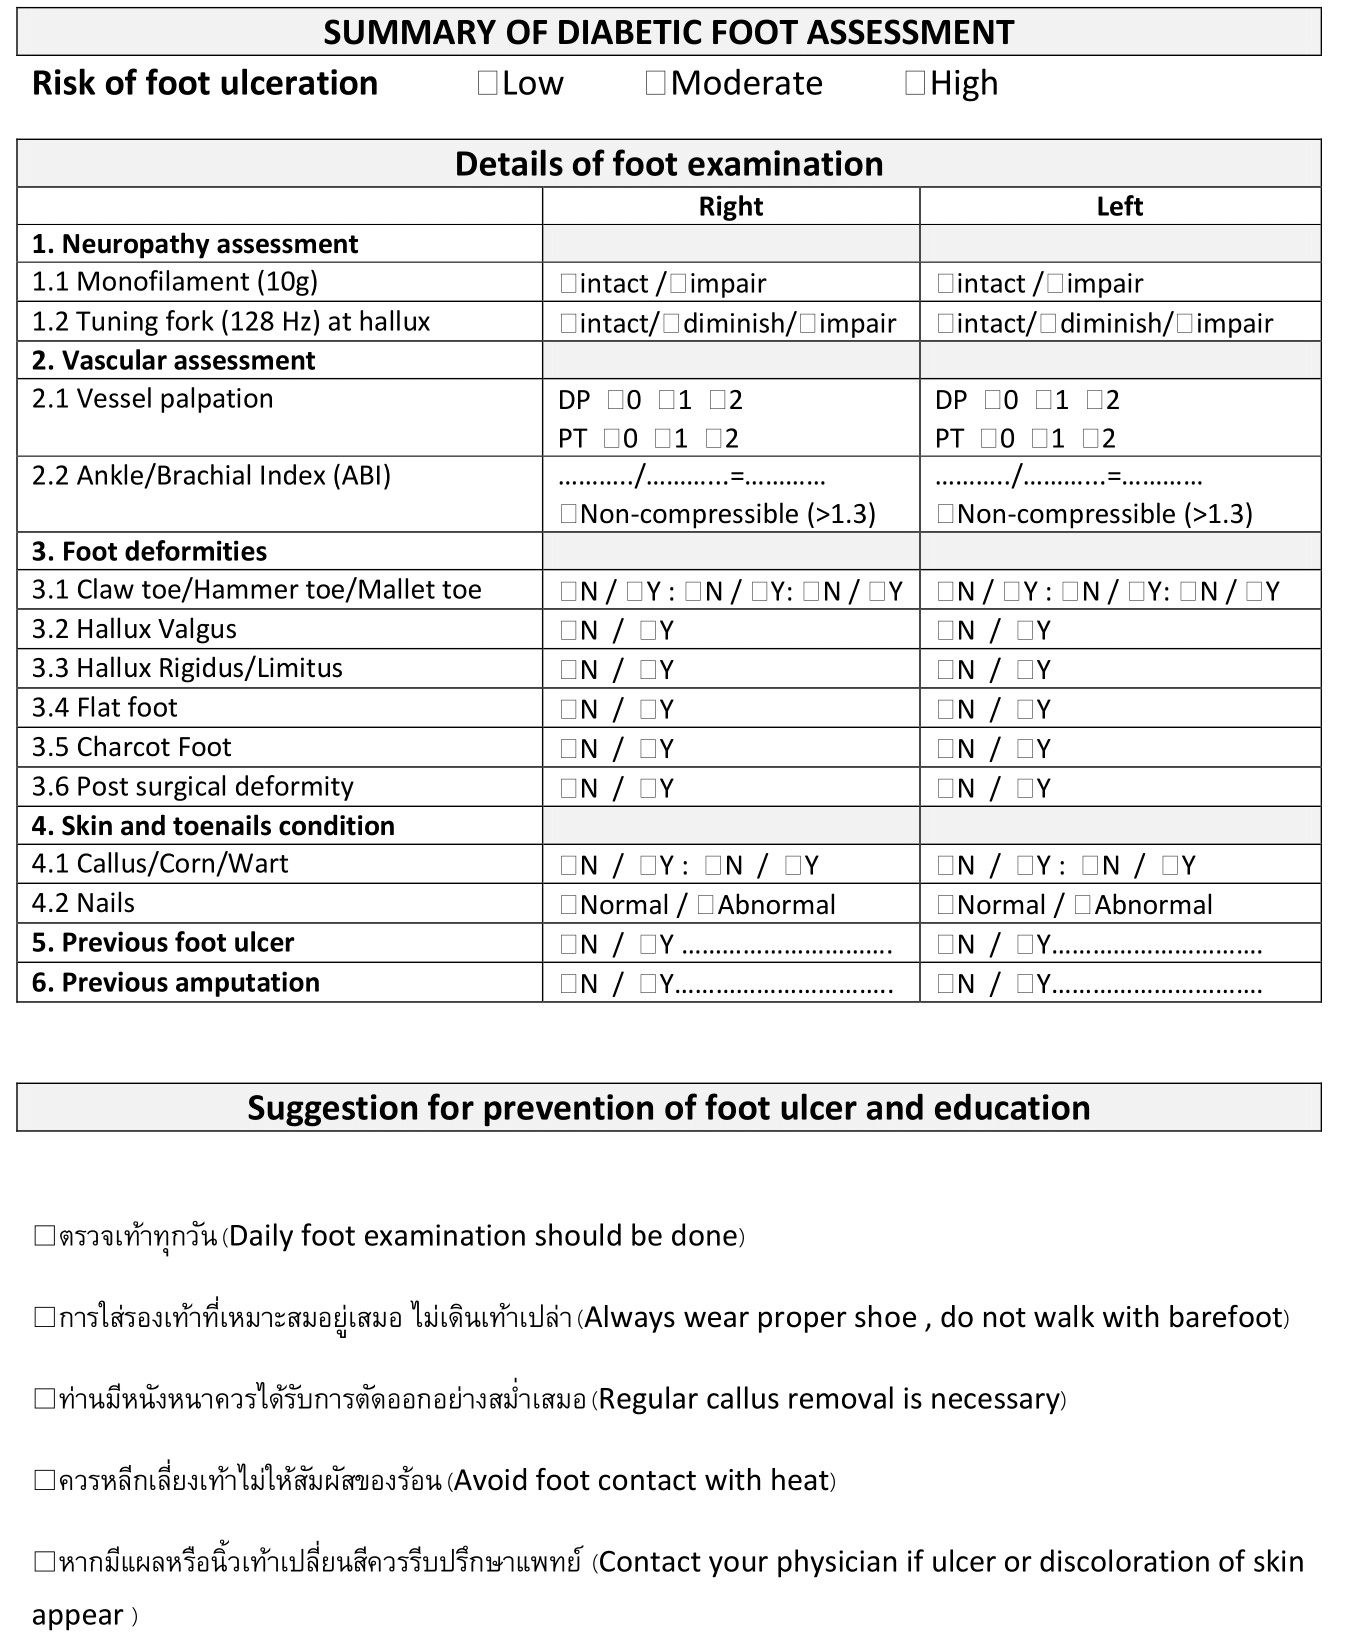 SUMMARY OF DIABETIC FOOT ASSESSMENT
Risk of foot ulceration ☐Low ☐Moderate ☐High
Details of foot examination
Right Left
1. Neuropathy assessment
1.1 Monofilament (10g) ☐intact /☐impair ☐intact /☐impair
1.2 Tuning fork (128 Hz) at hallux ☐intact/☐diminish/☐impair ☐intact/☐diminish/☐impair
2. Vascular assessment
2.1 Vessel palpation DP ☐0 ☐1 ☐2 DP ☐0 ☐1 ☐2
PT ☐0 ☐1 ☐2 PT ☐0 ☐1 ☐2
2.2 Ankle/Brachial Index (ABI) ………../………...=………… ………../………...=…………
☐Non-compressible (>1.3) ☐Non-compressible (>1.3)
3. Foot deformities
3.1 Claw toe/Hammer toe/Mallet toe ☐N / ☐Y : ☐N / ☐Y: ☐N / ☐Y ☐N / ☐Y : ☐N / ☐Y: ☐N / ☐Y
3.2 Hallux Valgus ☐N / ☐Y ☐N / ☐Y
3.3 Hallux Rigidus/Limitus ☐N / ☐Y ☐N / ☐Y
3.4 Flat foot ☐N / ☐Y ☐N / ☐Y
3.5 Charcot Foot ☐N / ☐Y ☐N / ☐Y
3.6 Post surgical deformity ☐N / ☐Y ☐N / ☐Y
4. Skin and toenails condition
4.1 Callus/Corn/Wart ☐N / ☐Y : ☐N / ☐Y ☐N / ☐Y : ☐N / ☐Y
4.2 Nails ☐Normal / ☐Abnormal ☐Normal / ☐Abnormal
5. Previous foot ulcer ☐N / ☐Y …………………………. ☐N / ☐Y………………………….
6. Previous amputation ☐N / ☐Y………………………….. ☐N / ☐Y………………………….
Suggestion for prevention of foot ulcer and education
☐ตรวจเท้าทุกวัน (Daily foot examination should be done)
☐การใส่รองเท้าที่เหมาะสมอยู่เสมอ ไม่เดินเท้าเปล่า (Always wear proper shoe , do not walk with barefoot)
☐ท่านมีหนังหนาควรได้รับการตัดออกอย่างสม่ำเสมอ (Regular callus removal is necessary)
☐ควรหลีกเลี่ยงเท้าไม่ให้สัมผัสของร้อน (Avoid foot contact with heat)
☐หากมีแผลหรือนิ้วเท้าเปลี่ยนสีควรรีบปรึกษาแพทย์ (Contact your physician if ulcer or discoloration of skin
appear )